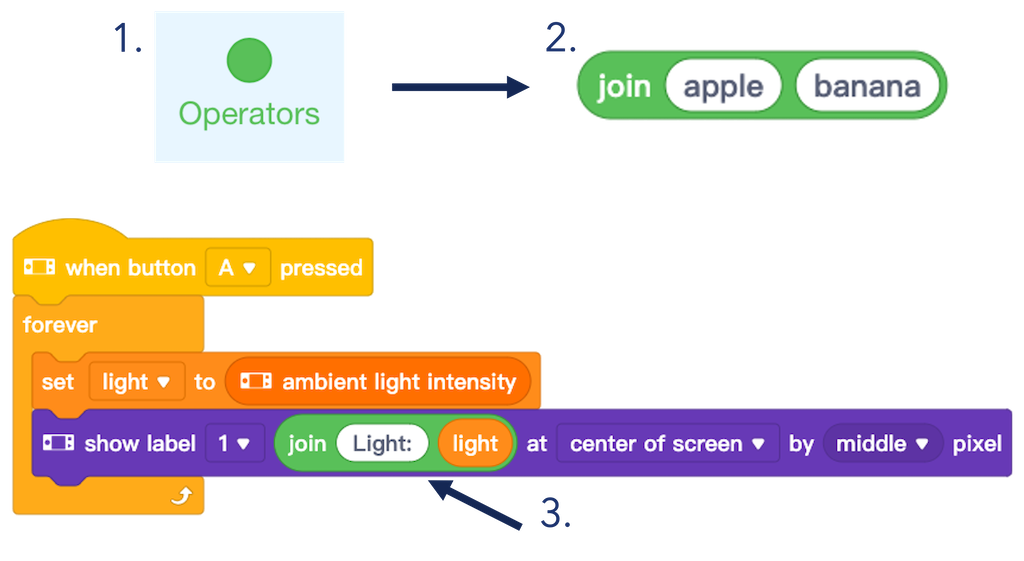 1.
Operators
2.
join apple banana
when button A pressed
forever
set light to ambient light intensity
show label 1 join Light: light at center of screen by middle pixel
3.